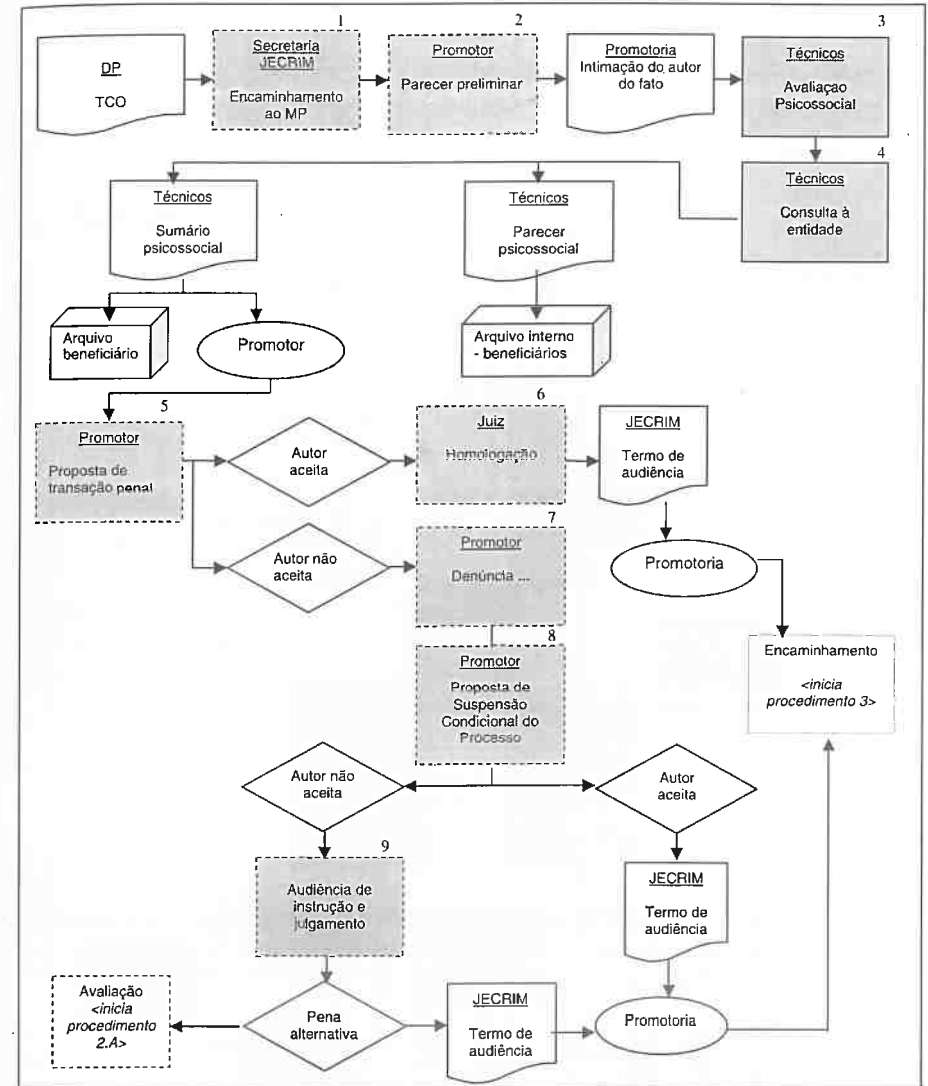 1
2
3
DP
TCO
Secretaria
JECRIM
Encaminhamento
ao MP
Promotor
Parecer preliminar
Promotoria
Intimação do autor
do fato
Técnicos
Avaliaçao
Psicossocial
4
Técnicos
Sumário
psicossocial
Técnicos
Parecer
psicossocial
Técnicos
Consulta à
entidade
Arquivo
beneficiário
Promotor
Arquivo interno
- beneficiários
5
Promotor
Proposta de
transação penal
Autor
aceita
6
Juiz
Homologação
JECRIM
Termo de
audiência
Autor não
aceita
7
Promotor
Denúncia ...
Promotoria
8
Promotor
Proposta de
Suspensão
Condicional do
Processo
Encaminhamento
<inicia
procedimento 3>
Autor não
aceita
Autor
aceita
9
Audiência de
instrução e
julgamento
JECRIM
Termo de
audiência
Avaliação
<inicia
procedimento
2.A>
Pena
alternativa
JECRIM
Termo de
audiência
Promotoria